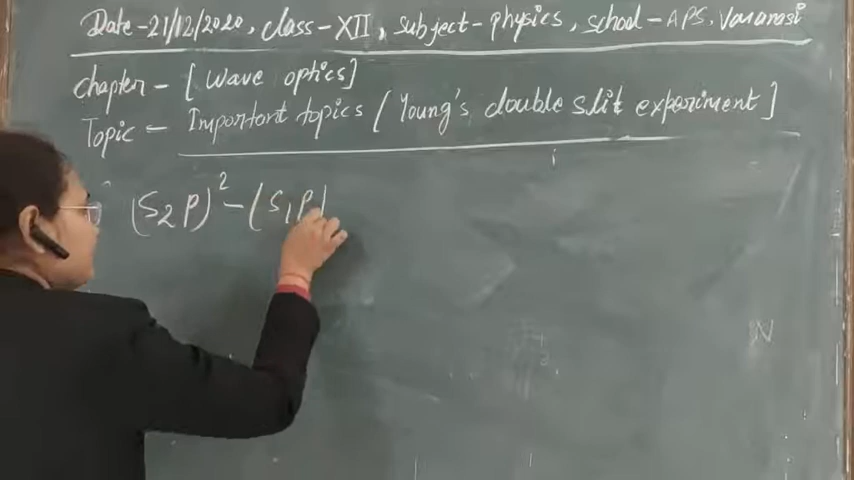 Date-21/12/2020, class-XII, subject-physics, school-APS, Varanasi
chapter-[wave optics]
Topic-Important topics [Young's double slit experiment]
(S₂P)²-(S₁P)
N